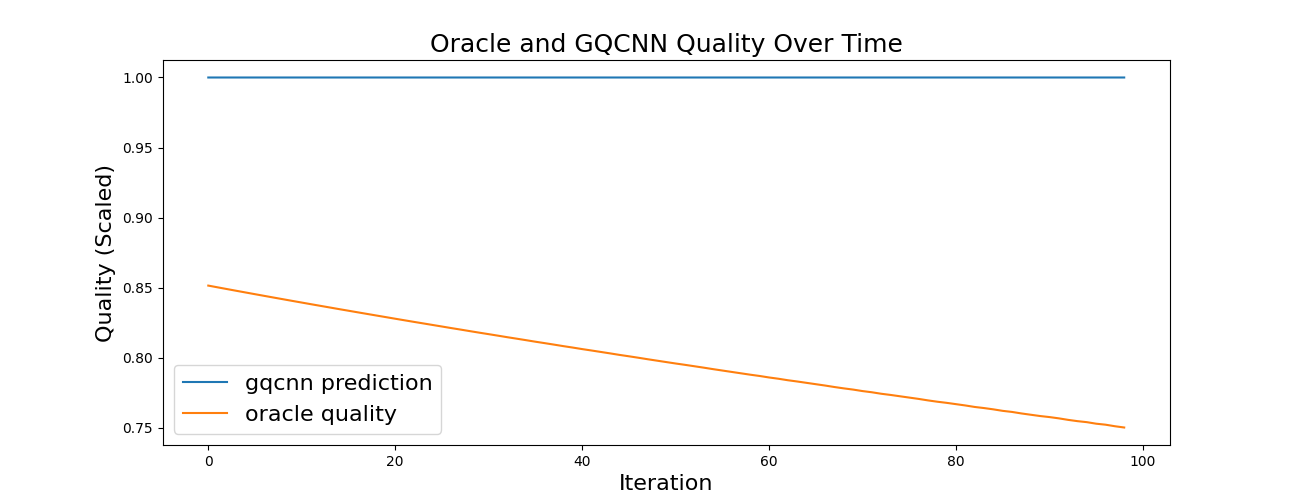 Oracle and GQCNN Quality Over Time
Quality (Scaled)
1.00
0.95
0.90
0.85
0.80
0.75
gqcnn prediction
oracle quality
0 20 40 60 80 100
Iteration